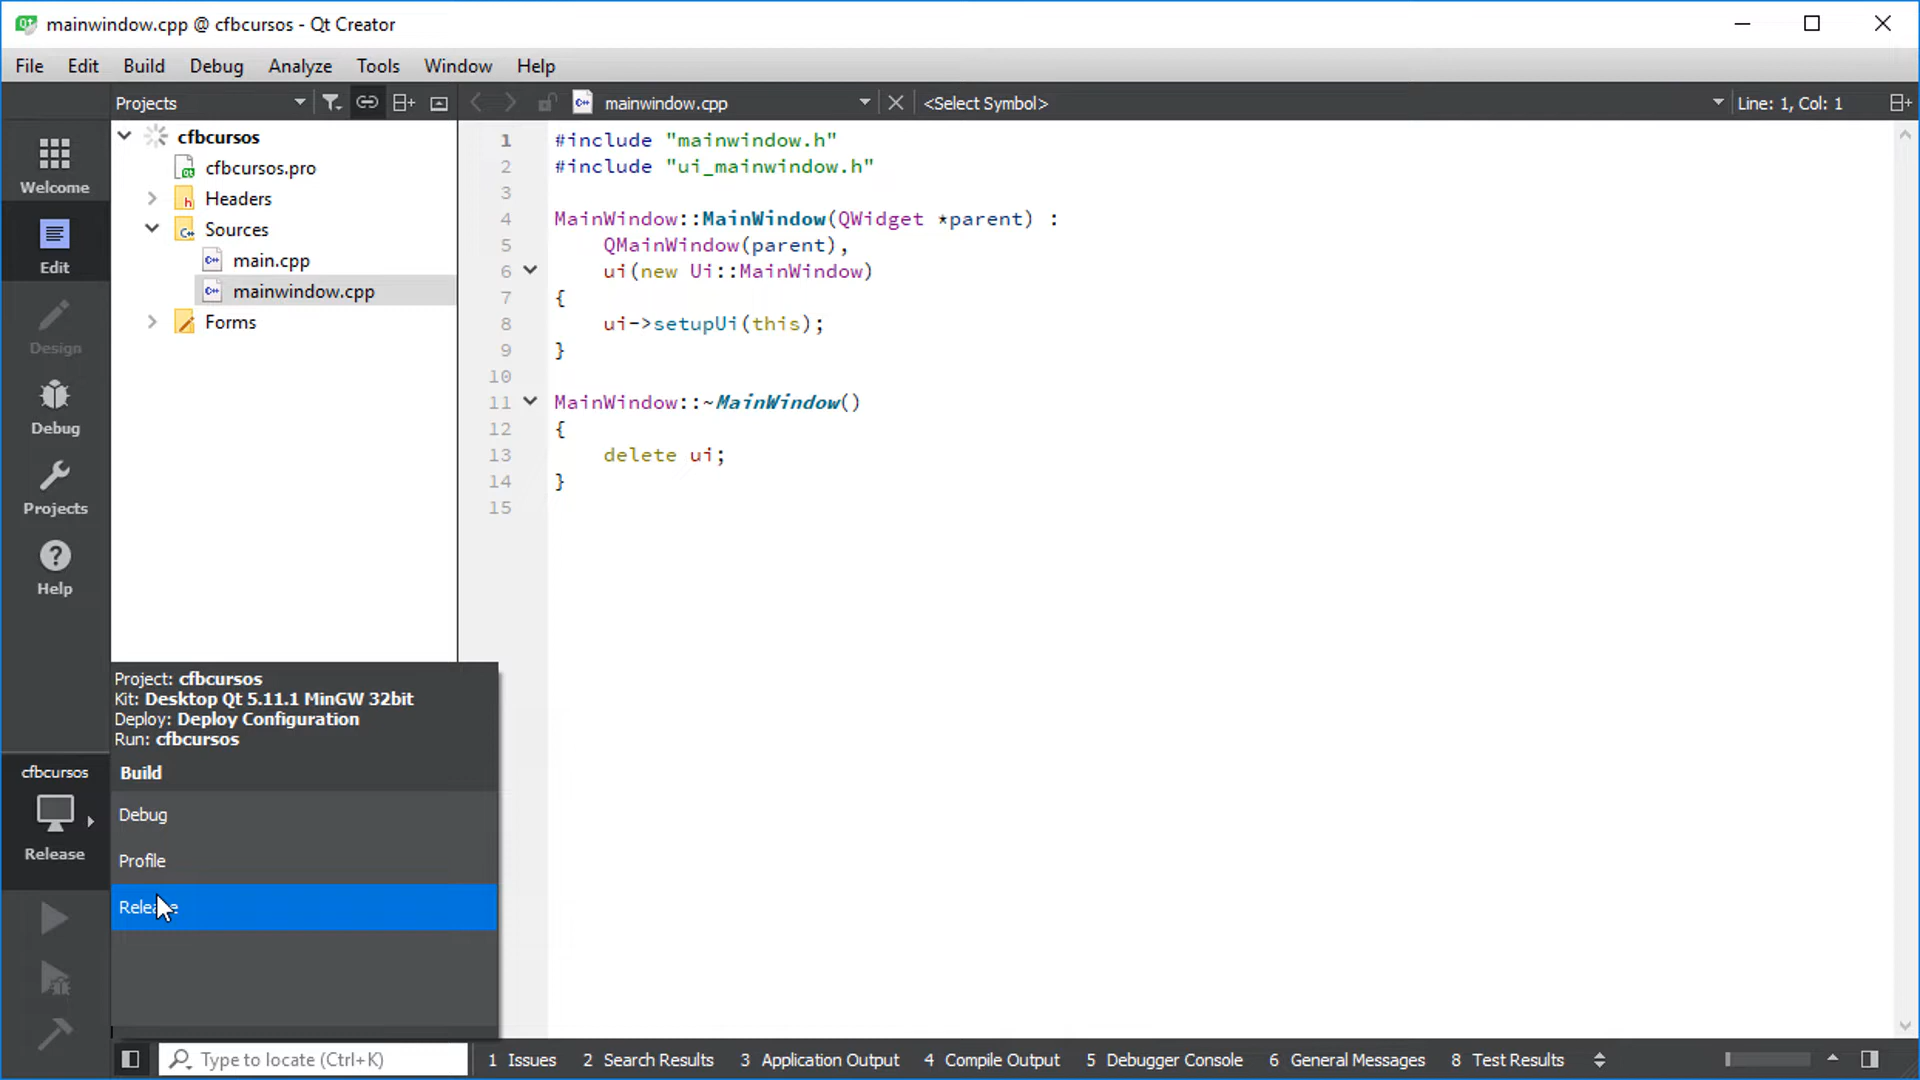 mainwindow.cpp @ cfbcursos - Qt Creator
File Edit Build Debug Analyze Tools Window Help
Projects mainwindow.cpp <Select Symbol> Line: 1, Col: 1
Welcome
Edit
Design
Debug
Projects
Help
cfbcursos
cfbcursos.pro
Headers
Sources
main.cpp
mainwindow.cpp
Forms
1 #include "mainwindow.h"
2 #include "ui_mainwindow.h"
3
4 MainWindow::MainWindow(QWidget *parent) :
5     QMainWindow(parent),
6     ui(new Ui::MainWindow)
7 {
8     ui->setupUi(this);
9 }
10
11 MainWindow::~MainWindow()
12 {
13     delete ui;
14 }
15
Project: cfbcursos
Kit: Desktop Qt 5.11.1 MinGW 32bit
Deploy: Deploy Configuration
Run: cfbcursos
Build
Debug
Profile
Release
cfbcursos
Release
Type to locate (Ctrl+K) 1 Issues 2 Search Results 3 Application Output 4 Compile Output 5 Debugger Console 6 General Messages 8 Test Results